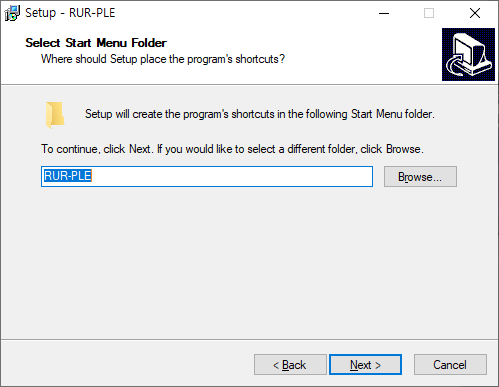 Setup - RUR-PLE
Select Start Menu Folder
Where should Setup place the program's shortcuts?
Setup will create the program's shortcuts in the following Start Menu folder.
To continue, click Next. If you would like to select a different folder, click Browse.
RUR-PLE
Browse...
< Back
Next >
Cancel